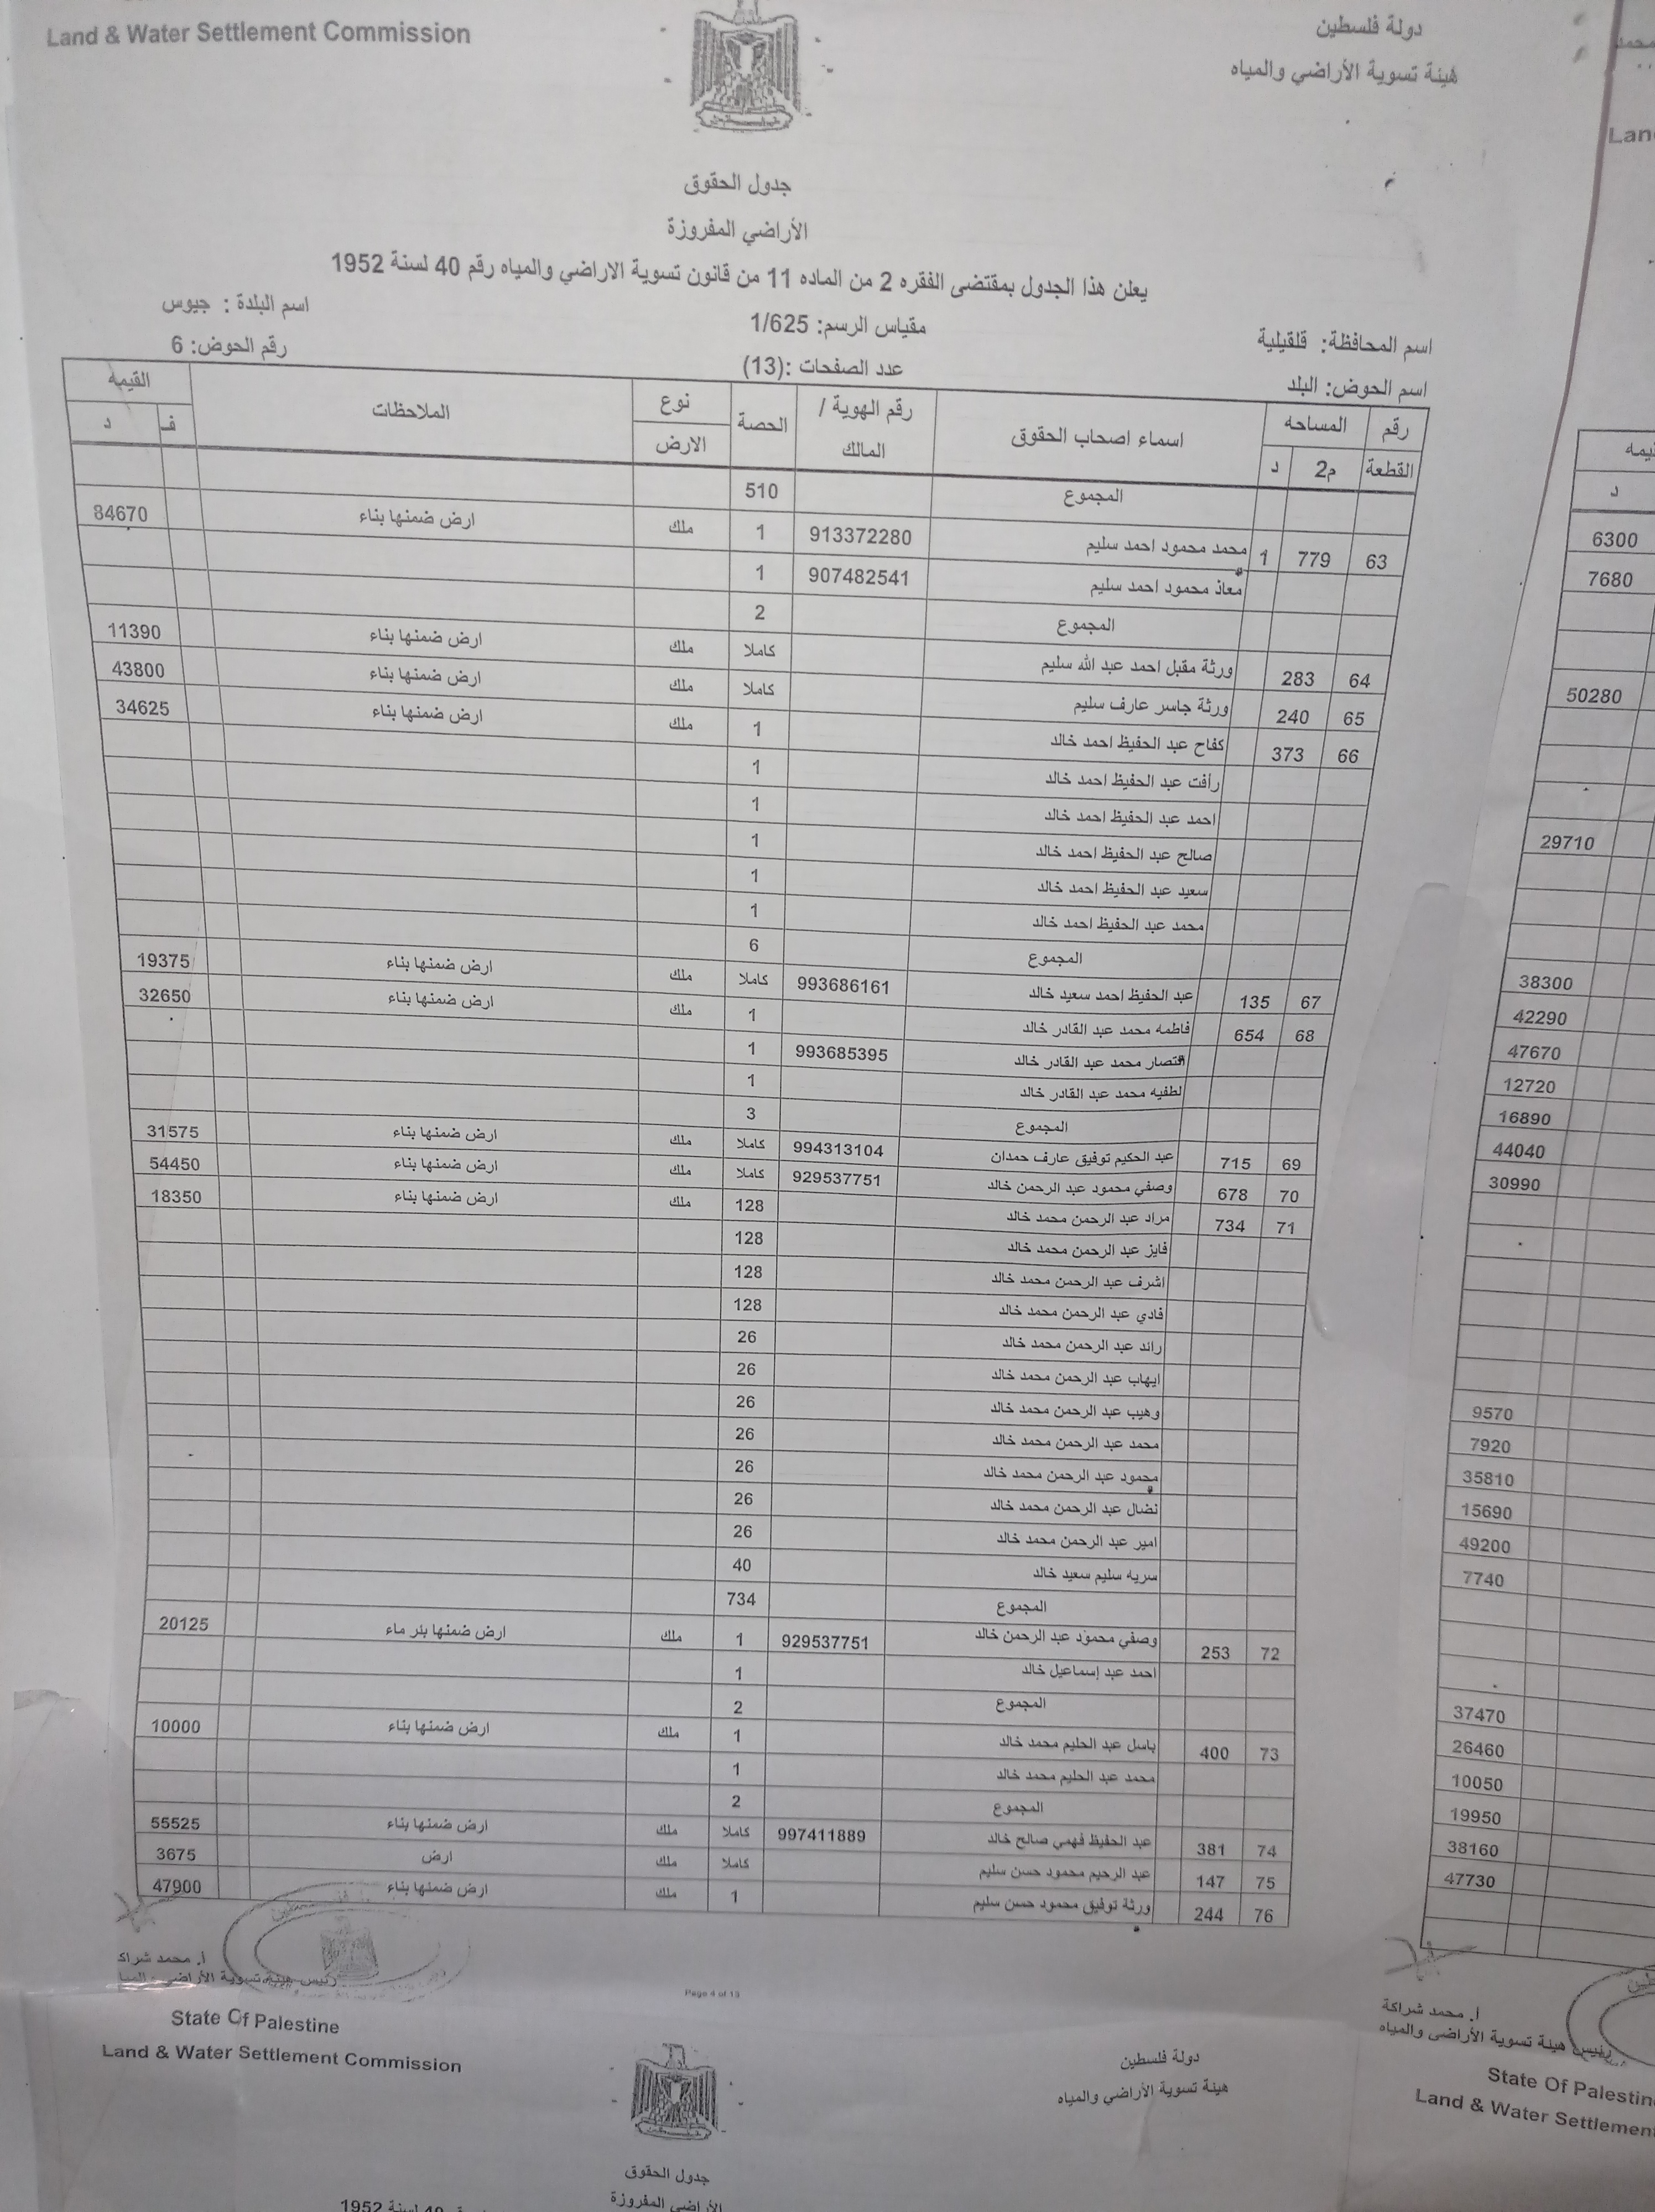 Land & Water Settlement Commission
دولة فلسطين
هيئة تسوية الأراضي والمياه
جدول الحقوق
الأراضي المفروزة
يعلن هذا الجدول بمقتضى الفقره 2 من الماده 11 من قانون تسوية الاراضي والمياه رقم 40 لسنة 1952
اسم المحافظة: قلقيلية مقياس الرسم: 1/625 اسم البلدة : جيوس
اسم الحوض: البلد عدد الصفحات :(13) رقم الحوض: 6
رقم القطعة المساحه م2 د اسماء اصحاب الحقوق رقم الهوية / المالك الحصة نوع الارض الملاحظات القيمه ف د
المجموع 510
63 779 1 محمد محمود احمد سليم 913372280 1 ملك ارض ضمنها بناء 84670
معاذ محمود احمد سليم 907482541 1
المجموع 2
64 283 ورثة مقبل احمد عبد الله سليم كاملا ملك ارض ضمنها بناء 11390
65 240 ورثة جاسر عارف سليم كاملا ملك ارض ضمنها بناء 43800
66 373 كفاح عبد الحفيظ احمد خالد 1 ملك ارض ضمنها بناء 34625
رأفت عبد الحفيظ احمد خالد 1
احمد عبد الحفيظ احمد خالد 1
صالح عبد الحفيظ احمد خالد 1
سعيد عبد الحفيظ احمد خالد 1
محمد عبد الحفيظ احمد خالد 1
المجموع 6
67 135 عبد الحفيظ احمد سعيد خالد 993686161 كاملا ملك ارض ضمنها بناء 19375
68 654 فاطمه محمد عبد القادر خالد 1 ملك ارض ضمنها بناء 32650
انتصار محمد عبد القادر خالد 993685395 1
لطفيه محمد عبد القادر خالد 1
المجموع 3
69 715 عبد الحكيم توفيق عارف حمدان 994313104 كاملا ملك ارض ضمنها بناء 31575
70 678 وصفي محمود عبد الرحمن خالد 929537751 كاملا ملك ارض ضمنها بناء 54450
71 734 مراد عبد الرحمن محمد خالد 128 ملك ارض ضمنها بناء 18350
فايز عبد الرحمن محمد خالد 128
اشرف عبد الرحمن محمد خالد 128
فادي عبد الرحمن محمد خالد 128
رائد عبد الرحمن محمد خالد 26
ايهاب عبد الرحمن محمد خالد 26
وهيب عبد الرحمن محمد خالد 26
محمد عبد الرحمن محمد خالد 26
محمود عبد الرحمن محمد خالد 26
نضال عبد الرحمن محمد خالد 26
امير عبد الرحمن محمد خالد 26
سريه سليم سعيد خالد 40
المجموع 734
72 253 وصفي محمود عبد الرحمن خالد 929537751 1 ملك ارض ضمنها بئر ماء 20125
احمد عبد إسماعيل خالد 1
المجموع 2
73 400 باسل عبد الحليم محمد خالد 1 ملك ارض ضمنها بناء 10000
محمد عبد الحليم محمد خالد 1
المجموع 2
74 381 عبد الحفيظ فهمي صالح خالد 997411889 كاملا ملك ارض ضمنها بناء 55525
75 147 عبد الرحيم محمود حسن سليم كاملا ملك ارض 3675
76 244 ورثة توفيق محمود حسن سليم 1 ملك ارض ضمنها بناء 47900
أ. محمد شراكة
رئيس هيئة تسوية الأراضي
Page 4 of 13
State Of Palestine
Land & Water Settlement Commission
دولة فلسطين
هيئة تسوية الأراضي والمياه
جدول الحقوق
الأراضي المفروزة
40 لسنة 1952
محمد
Lan
د
6300
7680
50280
29710
38300
42290
47670
12720
16890
44040
30990
9570
7920
35810
15690
49200
7740
37470
26460
10050
19950
38160
47730
أ. محمد شراكة
رئيس هيئة تسوية الأراضي والمياه
State Of Palestin
Land & Water Settlemen